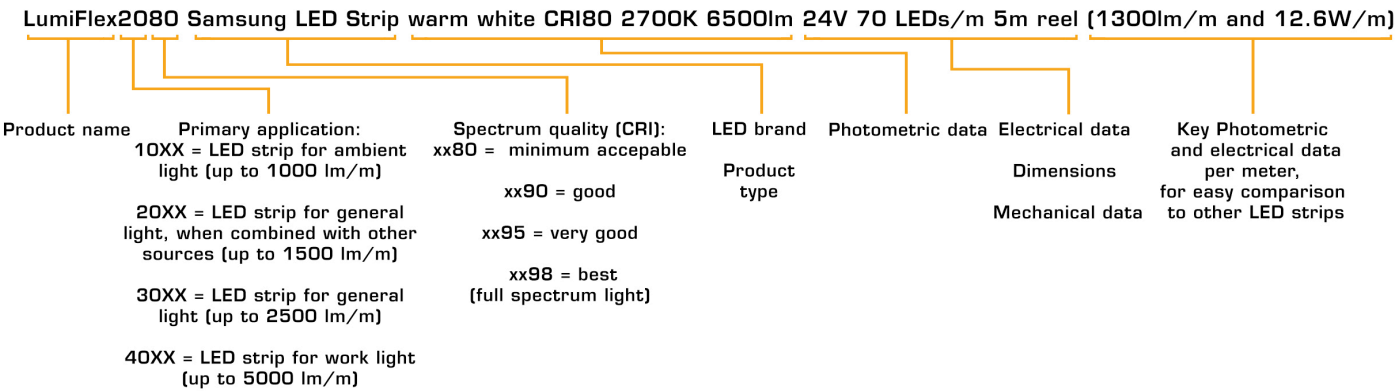 LumiFlex2080 Samsung LED Strip warm white CRI80 2700K 6500lm 24V 70 LEDs/m 5m reel (1300lm/m and 12.6W/m)
Product name
Primary application:
10XX = LED strip for ambient
light (up to 1000 lm/m)
20XX = LED strip for general
light, when combined with other
sources (up to 1500 lm/m)
30XX = LED strip for general
light (up to 2500 lm/m)
40XX = LED strip for work light
(up to 5000 lm/m)
Spectrum quality (CRI):
xx80 = minimum accepable
xx90 = good
xx95 = very good
xx98 = best
(full spectrum light)
LED brand
Product
type
Photometric data
Electrical data
Dimensions
Mechanical data
Key Photometric
and electrical data
per meter,
for easy comparison
to other LED strips